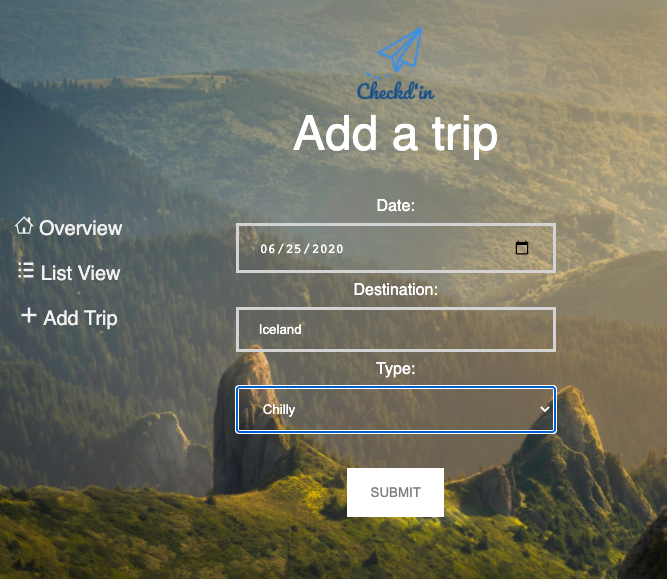 Checkd'in
Add a trip
Overview
List View
Add Trip
Date:
06/25/2020
Destination:
Iceland
Type:
Chilly
SUBMIT